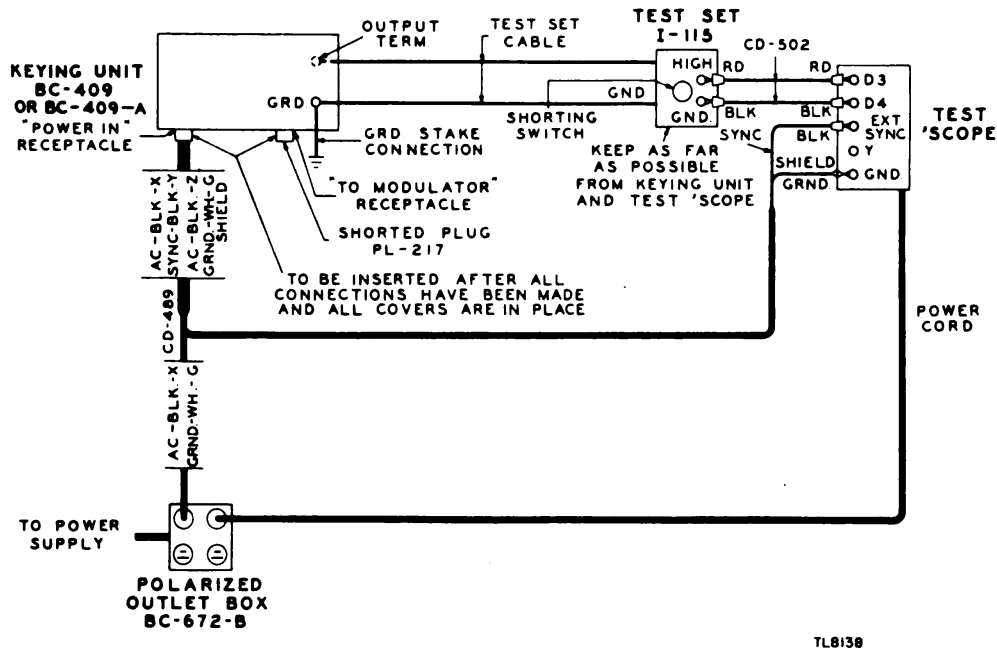 TEST SET
I-115
OUTPUT
TERM.
TEST SET
CABLE
CD-502
KEYING UNIT
BC-409
OR BC-409-A
"POWER IN"
RECEPTACLE
HIGH
RD
RD
D3
GND
GRD
D4
BLK.
BLK
GND.
EXT
SYNC
BLK
SYNC
Y
SHIELD
GRND.
GND.
TEST
'SCOPE
SHORTING
SWITCH
GRD STAKE
CONNECTION
KEEP AS FAR
AS POSSIBLE
FROM KEYING UNIT
AND TEST 'SCOPE
"TO MODULATOR"
RECEPTACLE
SHORTED PLUG
PL-217
AC-BLK-X
SYNC-BLK-Y
AC-BLK.-Z
GRND.-WH-G
SHIELD
TO BE INSERTED AFTER ALL
CONNECTIONS HAVE BEEN MADE
AND ALL COVERS ARE IN PLACE
CD-489
POWER
CORD
AC-BLK.-X
GRND.-WH.-G
TO POWER
SUPPLY
POLARIZED
OUTLET BOX
BC-672-B
TL8138